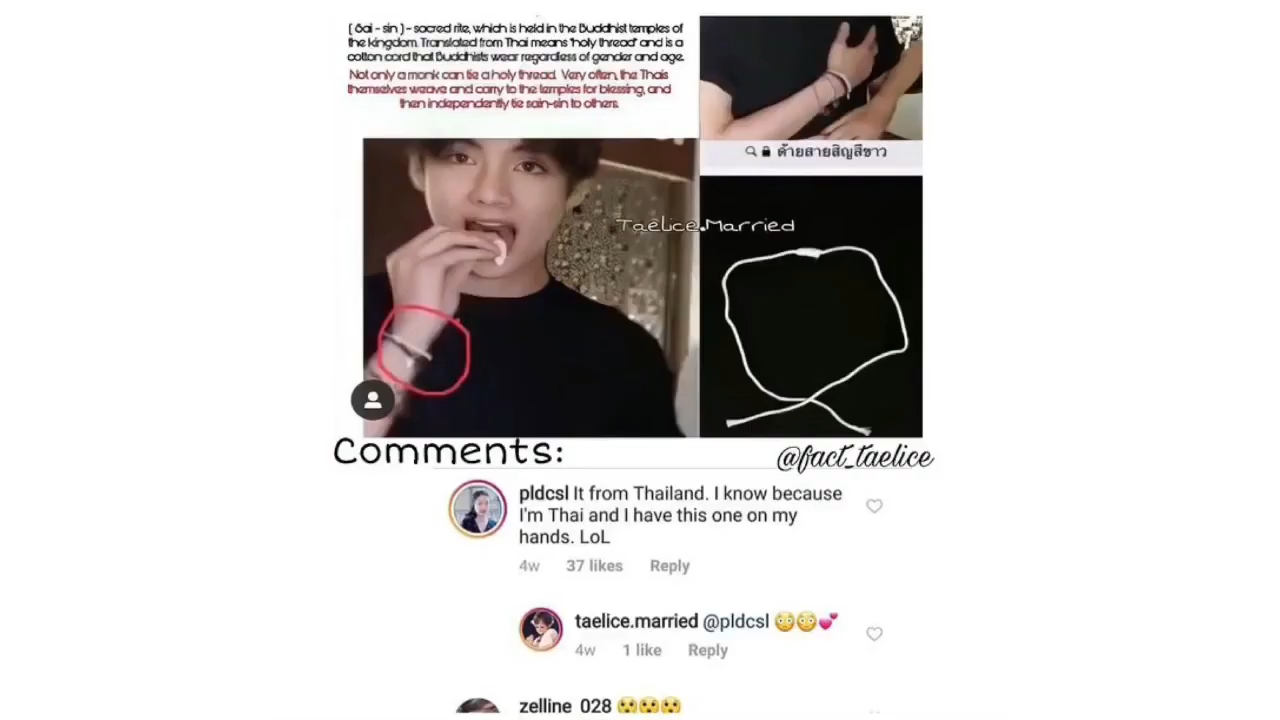 ( Sai - sin ) - sacred rite, which is held in the Buddhist temples of
the kingdom. Translated from Thai means "holy thread" and is a
cotton cord that Buddhists wear regardless of gender and age.
Not only a monk can tie a holy thread. Very often, the Thais
themselves weave and carry to the temples for blessing, and
then independently tie sain-sin to others.
ด้ายสายสิญสีขาว
Taelice.Married
Comments:
@fact_taelice
pldcsl It from Thailand. I know because
I'm Thai and I have this one on my
hands. LoL
4w 37 likes Reply
taelice.married @pldcsl 😳😳💕
4w 1 like Reply
zelline_028 😲😲😲